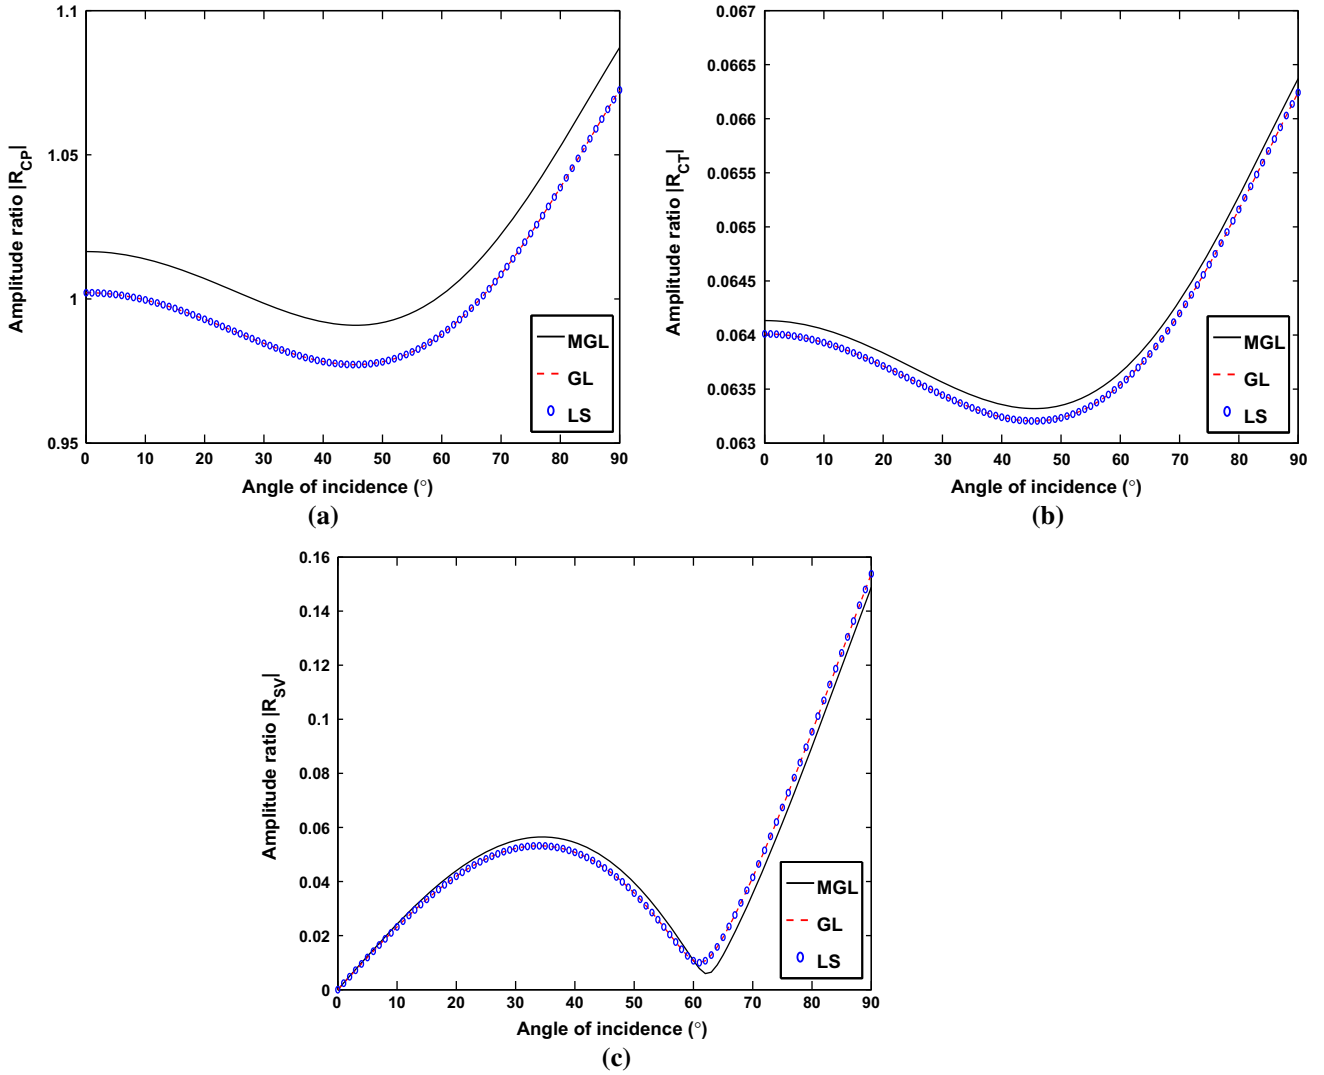 1.1
1.05
1
0.95
Amplitude ratio |R_CP|
0 10 20 30 40 50 60 70 80 90
Angle of incidence (°)
MGL
GL
LS
(a)
0.067
0.0665
0.066
0.0655
0.065
0.0645
0.064
0.0635
0.063
Amplitude ratio |R_CT|
0 10 20 30 40 50 60 70 80 90
Angle of incidence (°)
MGL
GL
LS
(b)
0.16
0.14
0.12
0.1
0.08
0.06
0.04
0.02
0
Amplitude ratio |R_SV|
0 10 20 30 40 50 60 70 80 90
Angle of incidence (°)
MGL
GL
LS
(c)